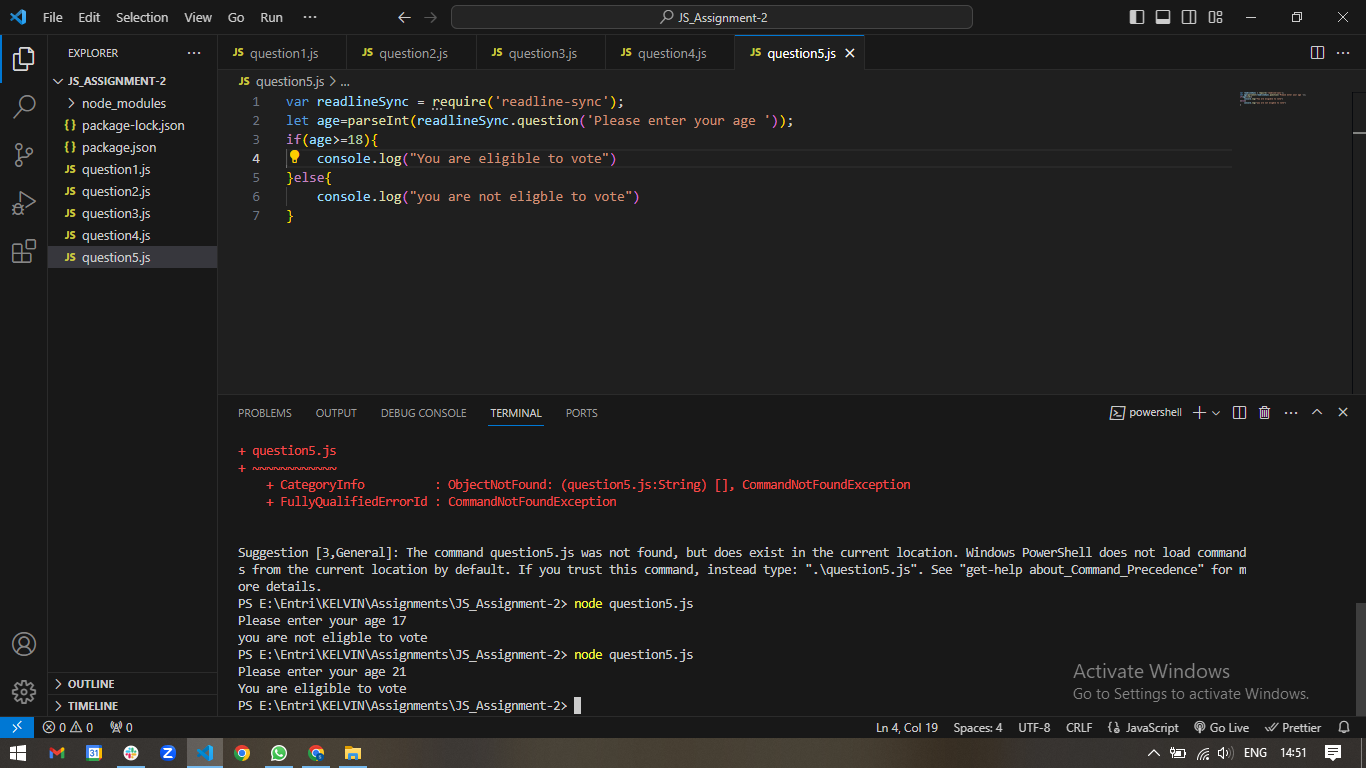 File Edit Selection View Go Run ··· JS_Assignment-2
EXPLORER ···
JS_ASSIGNMENT-2
node_modules
{} package-lock.json
{} package.json
JS question1.js
JS question2.js
JS question3.js
JS question4.js
JS question5.js
OUTLINE
TIMELINE
JS question1.js JS question2.js JS question3.js JS question4.js JS question5.js
JS question5.js > ...
1 var readlineSync = require('readline-sync');
2 let age=parseInt(readlineSync.question('Please enter your age '));
3 if(age>=18){
4 console.log("You are eligible to vote")
5 }else{
6 console.log("you are not eligble to vote")
7 }
PROBLEMS OUTPUT DEBUG CONSOLE TERMINAL PORTS powershell
+ question5.js
+ ~~~~~~~~~~~~
+ CategoryInfo : ObjectNotFound: (question5.js:String) [], CommandNotFoundException
+ FullyQualifiedErrorId : CommandNotFoundException
Suggestion [3,General]: The command question5.js was not found, but does exist in the current location. Windows PowerShell does not load command
s from the current location by default. If you trust this command, instead type: ".\question5.js". See "get-help about_Command_Precedence" for m
ore details.
PS E:\Entri\KELVIN\Assignments\JS_Assignment-2> node question5.js
Please enter your age 17
you are not eligble to vote
PS E:\Entri\KELVIN\Assignments\JS_Assignment-2> node question5.js
Please enter your age 21
You are eligible to vote
PS E:\Entri\KELVIN\Assignments\JS_Assignment-2>
Activate Windows
Go to Settings to activate Windows.
0 0 0 Ln 4, Col 19 Spaces: 4 UTF-8 CRLF {} JavaScript Go Live Prettier
31 Z ENG 14:51